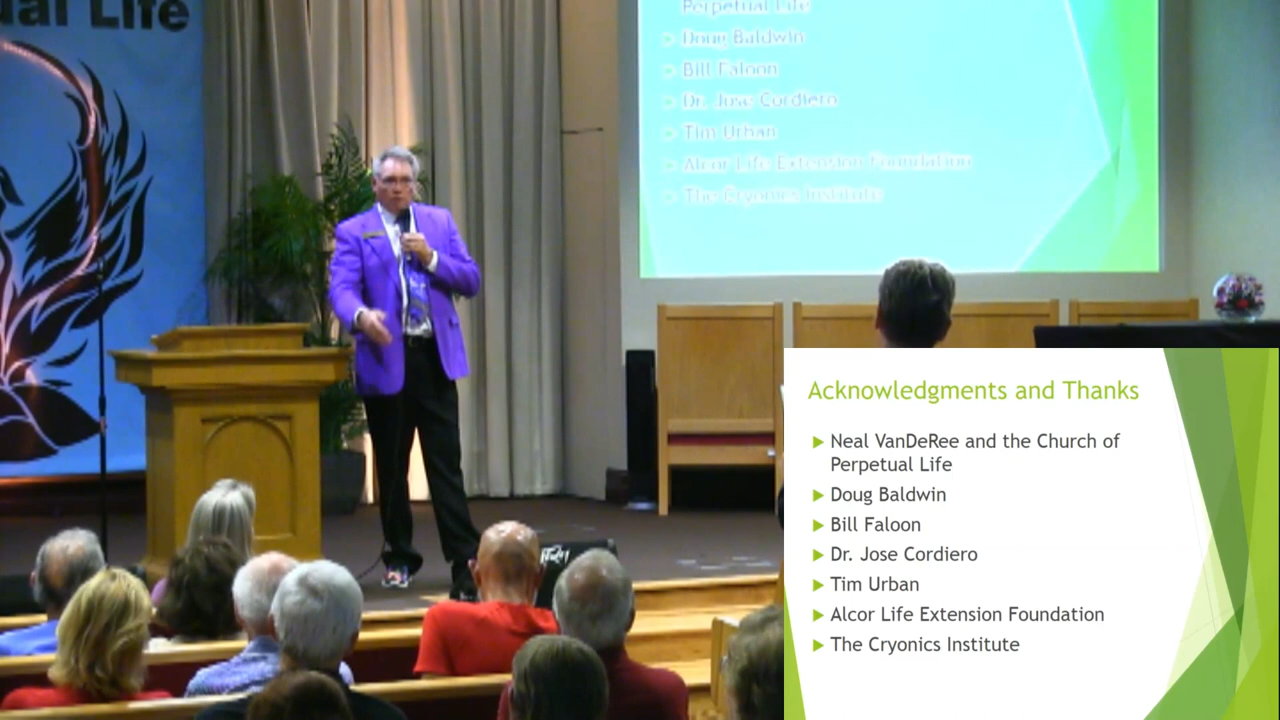 ual Life
Perpetual Life
Doug Baldwin
Bill Faloon
Dr. Jose Cordiero
Tim Urban
Alcor Life Extension Foundation
The Cryonics Institute
Acknowledgments and Thanks
Neal VanDeRee and the Church of
Perpetual Life
Doug Baldwin
Bill Faloon
Dr. Jose Cordiero
Tim Urban
Alcor Life Extension Foundation
The Cryonics Institute